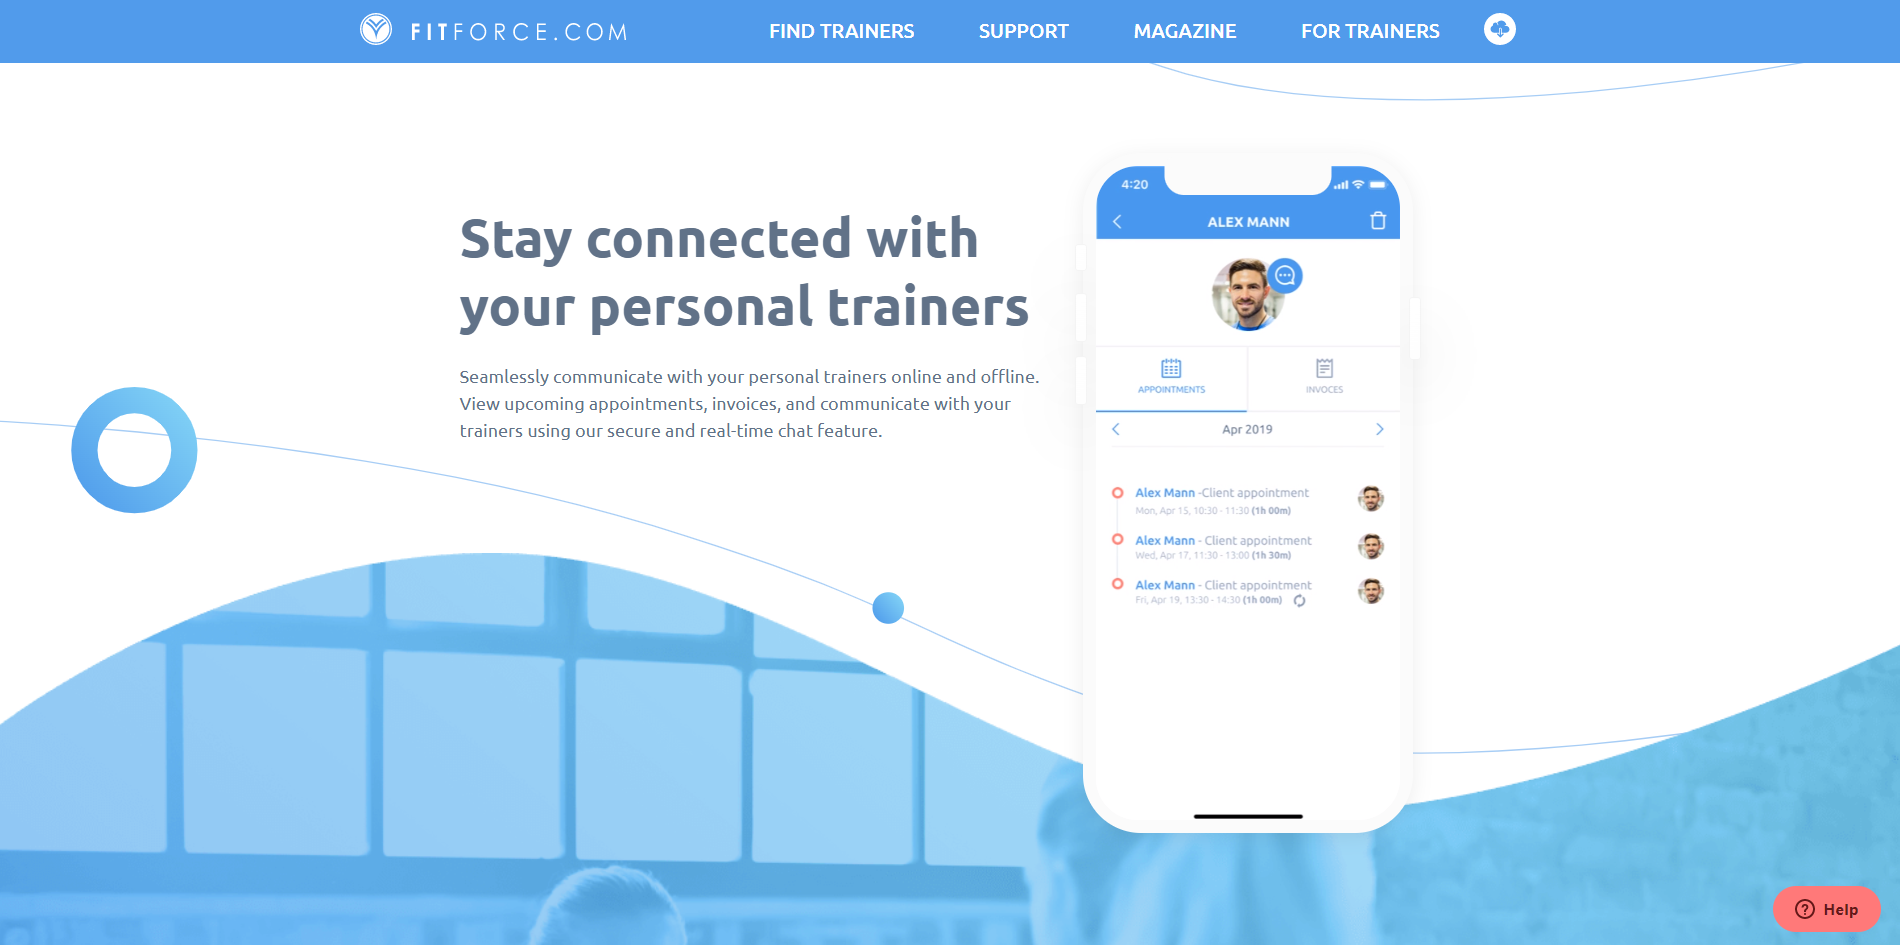 FITFORCE.COM
FIND TRAINERS
SUPPORT
MAGAZINE
FOR TRAINERS
Stay connected with
your personal trainers
Seamlessly communicate with your personal trainers online and offline.
View upcoming appointments, invoices, and communicate with your
trainers using our secure and real-time chat feature.
4:20
ALEX MANN
APPOINTMENTS
INVOCES
Apr 2019
Alex Mann -Client appointment
Mon, Apr 15, 10:30 - 11:30 (1h 00m)
Alex Mann - Client appointment
Wed, Apr 17, 11:30 - 13:00 (1h 30m)
Alex Mann - Client appointment
Fri, Apr 19, 13:30 - 14:30 (1h 00m)
Help